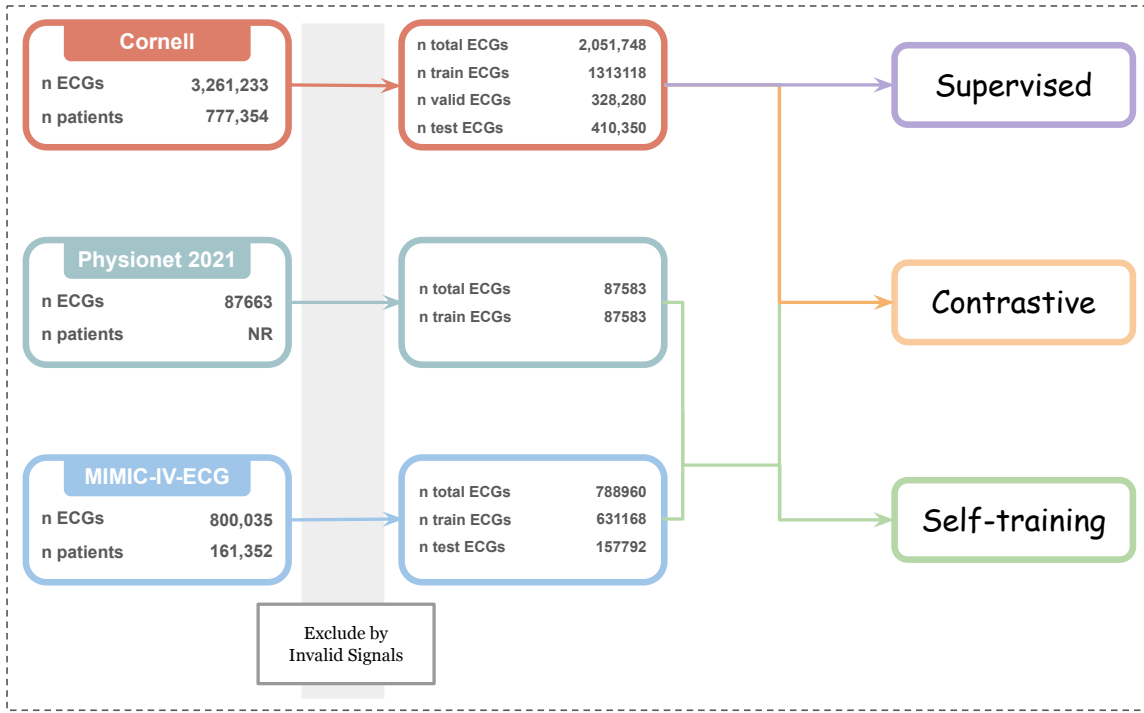 Cornell
n ECGs 3,261,233
n patients 777,354
n total ECGs 2,051,748
n train ECGs 1313118
n valid ECGs 328,280
n test ECGs 410,350
Supervised
Physionet 2021
n ECGs 87663
n patients NR
n total ECGs 87583
n train ECGs 87583
Contrastive
MIMIC-IV-ECG
n ECGs 800,035
n patients 161,352
n total ECGs 788960
n train ECGs 631168
n test ECGs 157792
Self-training
Exclude by
Invalid Signals